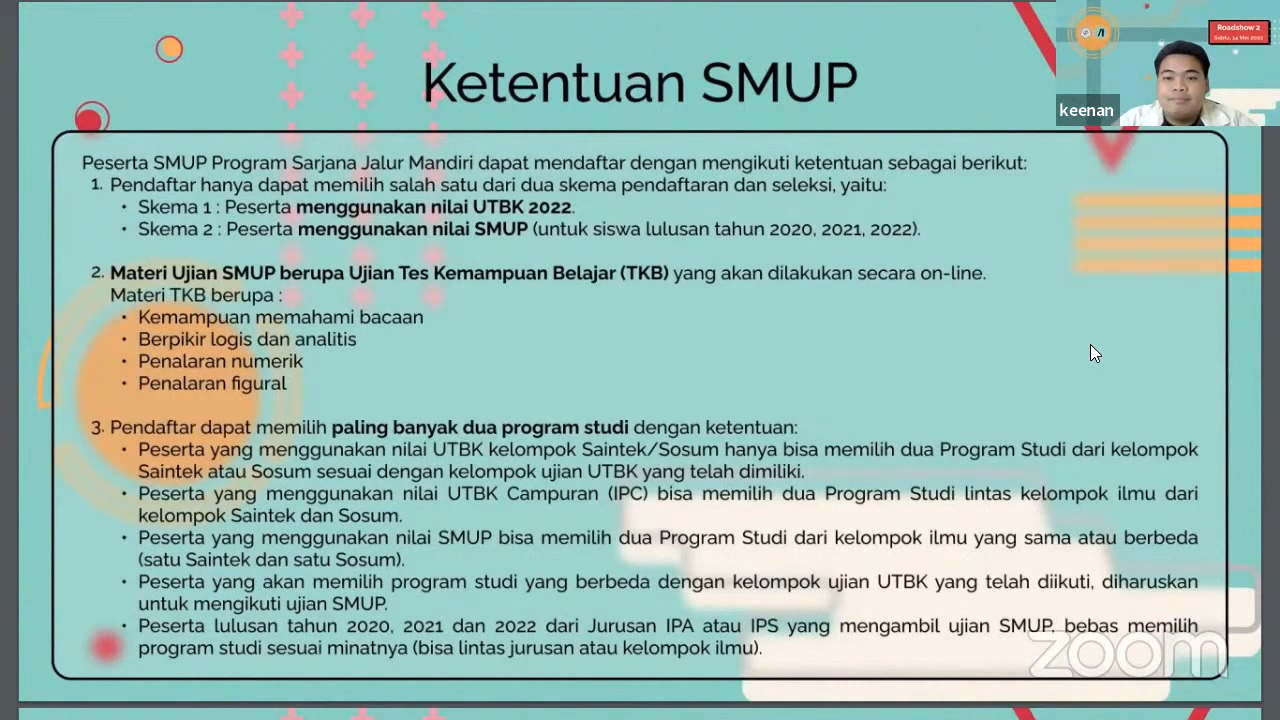 Ketentuan SMUP
Roadshow 2
Sabtu, 14 Mei 2022
keenan
Peserta SMUP Program Sarjana Jalur Mandiri dapat mendaftar dengan mengikuti ketentuan sebagai berikut:
1. Pendaftar hanya dapat memilih salah satu dari dua skema pendaftaran dan seleksi, yaitu:
• Skema 1 : Peserta menggunakan nilai UTBK 2022.
• Skema 2 : Peserta menggunakan nilai SMUP (untuk siswa lulusan tahun 2020, 2021, 2022).
2. Materi Ujian SMUP berupa Ujian Tes Kemampuan Belajar (TKB) yang akan dilakukan secara on-line.
Materi TKB berupa :
• Kemampuan memahami bacaan
• Berpikir logis dan analitis
• Penalaran numerik
• Penalaran figural
3. Pendaftar dapat memilih paling banyak dua program studi dengan ketentuan:
• Peserta yang menggunakan nilai UTBK kelompok Saintek/Sosum hanya bisa memilih dua Program Studi dari kelompok
Saintek atau Sosum sesuai dengan kelompok ujian UTBK yang telah dimiliki.
• Peserta yang menggunakan nilai UTBK Campuran (IPC) bisa memilih dua Program Studi lintas kelompok ilmu dari
kelompok Saintek dan Sosum.
• Peserta yang menggunakan nilai SMUP bisa memilih dua Program Studi dari kelompok ilmu yang sama atau berbeda
(satu Saintek dan satu Sosum).
• Peserta yang akan memilih program studi yang berbeda dengan kelompok ujian UTBK yang telah diikuti, diharuskan
untuk mengikuti ujian SMUP.
• Peserta lulusan tahun 2020, 2021 dan 2022 dari Jurusan IPA atau IPS yang mengambil ujian SMUP, bebas memilih
program studi sesuai minatnya (bisa lintas jurusan atau kelompok ilmu).
zoom